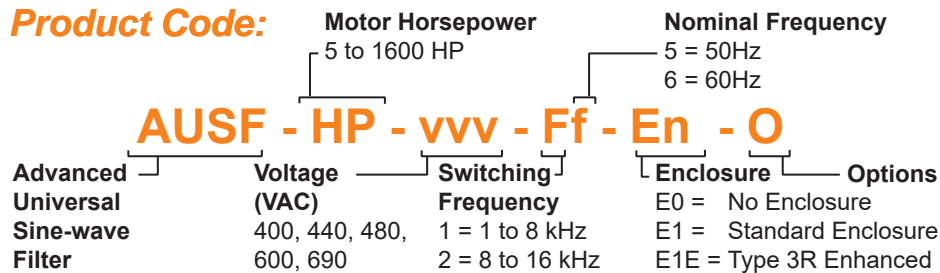 Product Code:
Motor Horsepower
5 to 1600 HP
Nominal Frequency
5 = 50Hz
6 = 60Hz
AUSF - HP - vvv - Ff - En - O
Advanced
Universal
Sine-wave
Filter
Voltage
(VAC)
400, 440, 480,
600, 690
Switching
Frequency
1 = 1 to 8 kHz
2 = 8 to 16 kHz
Enclosure
E0 = No Enclosure
E1 = Standard Enclosure
E1E = Type 3R Enhanced
Options